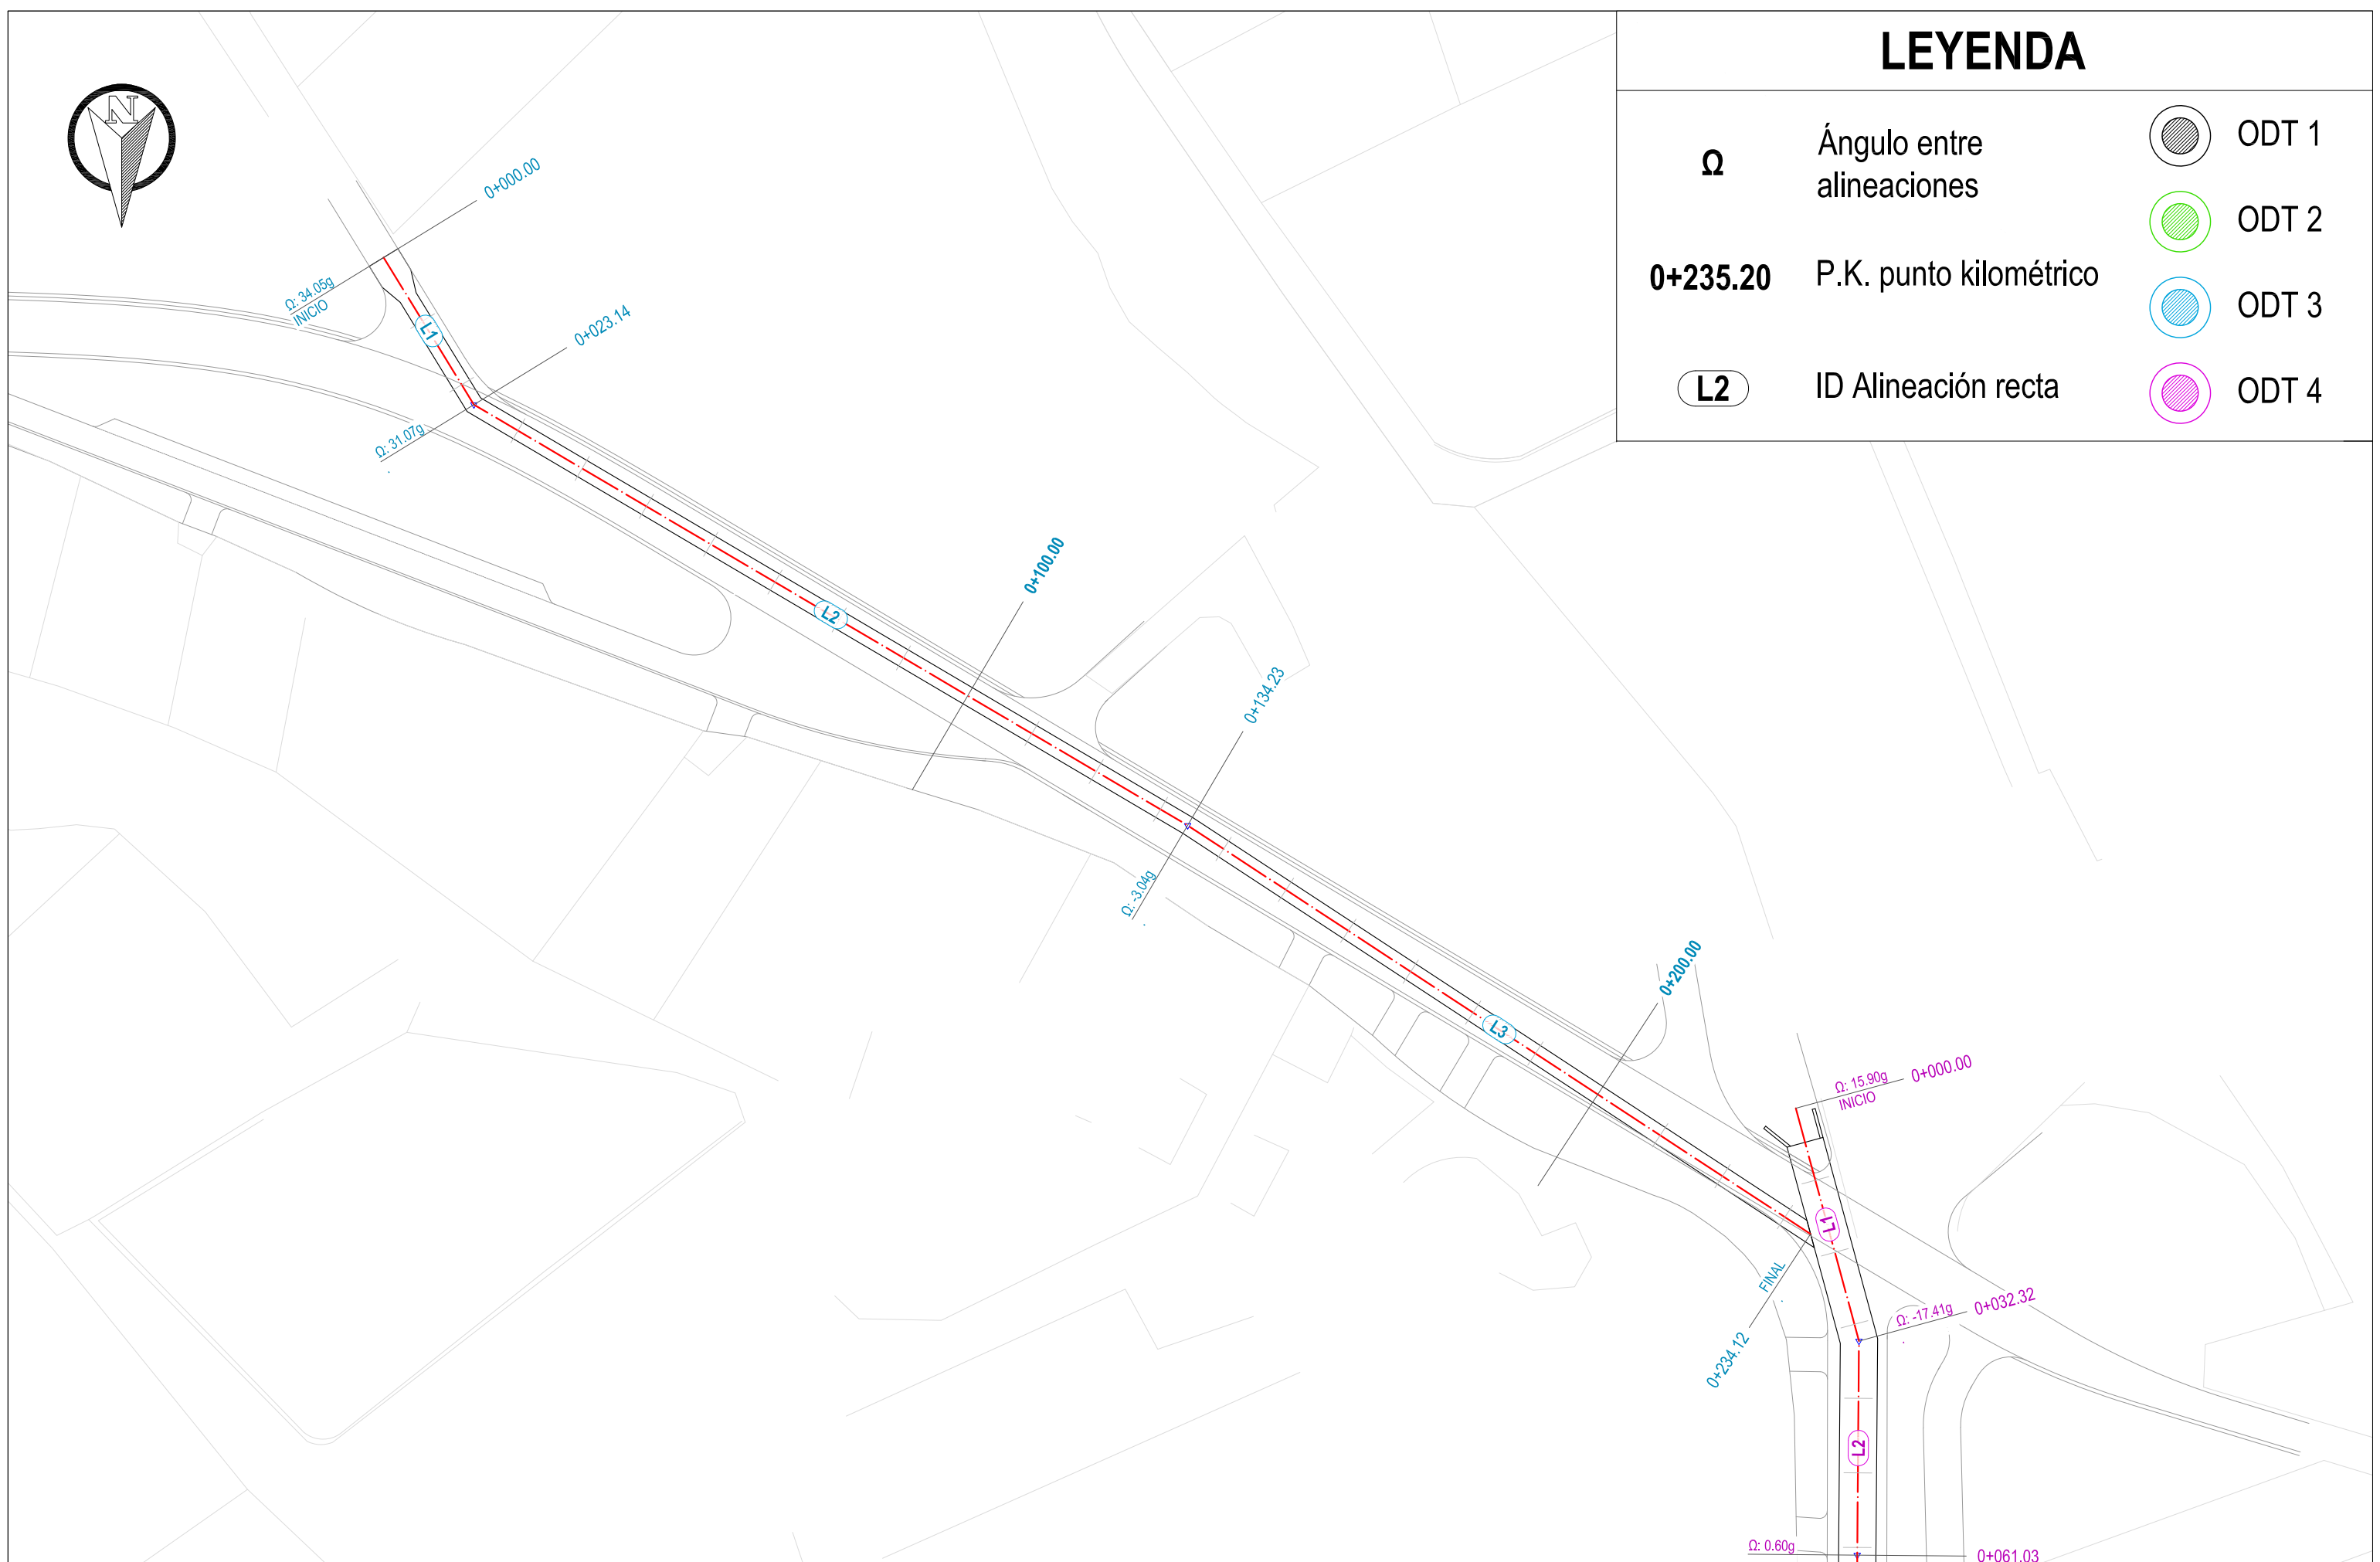 LEYENDA
Ω
Ángulo entre
alineaciones
0+235.20
P.K. punto kilométrico
L2
ID Alineación recta
ODT 1
ODT 2
ODT 3
ODT 4
N
0+000.00
Ω: 34.05g
INICIO
L1
0+023.14
Ω: 31.07g
L2
0+100.00
0+134.23
Ω: -3.04g
L3
0+200.00
FINAL
0+234.12
Ω: 15.90g
INICIO
0+000.00
L1
Ω: -17.41g
0+032.32
L2
Ω: 0.60g
0+061.03